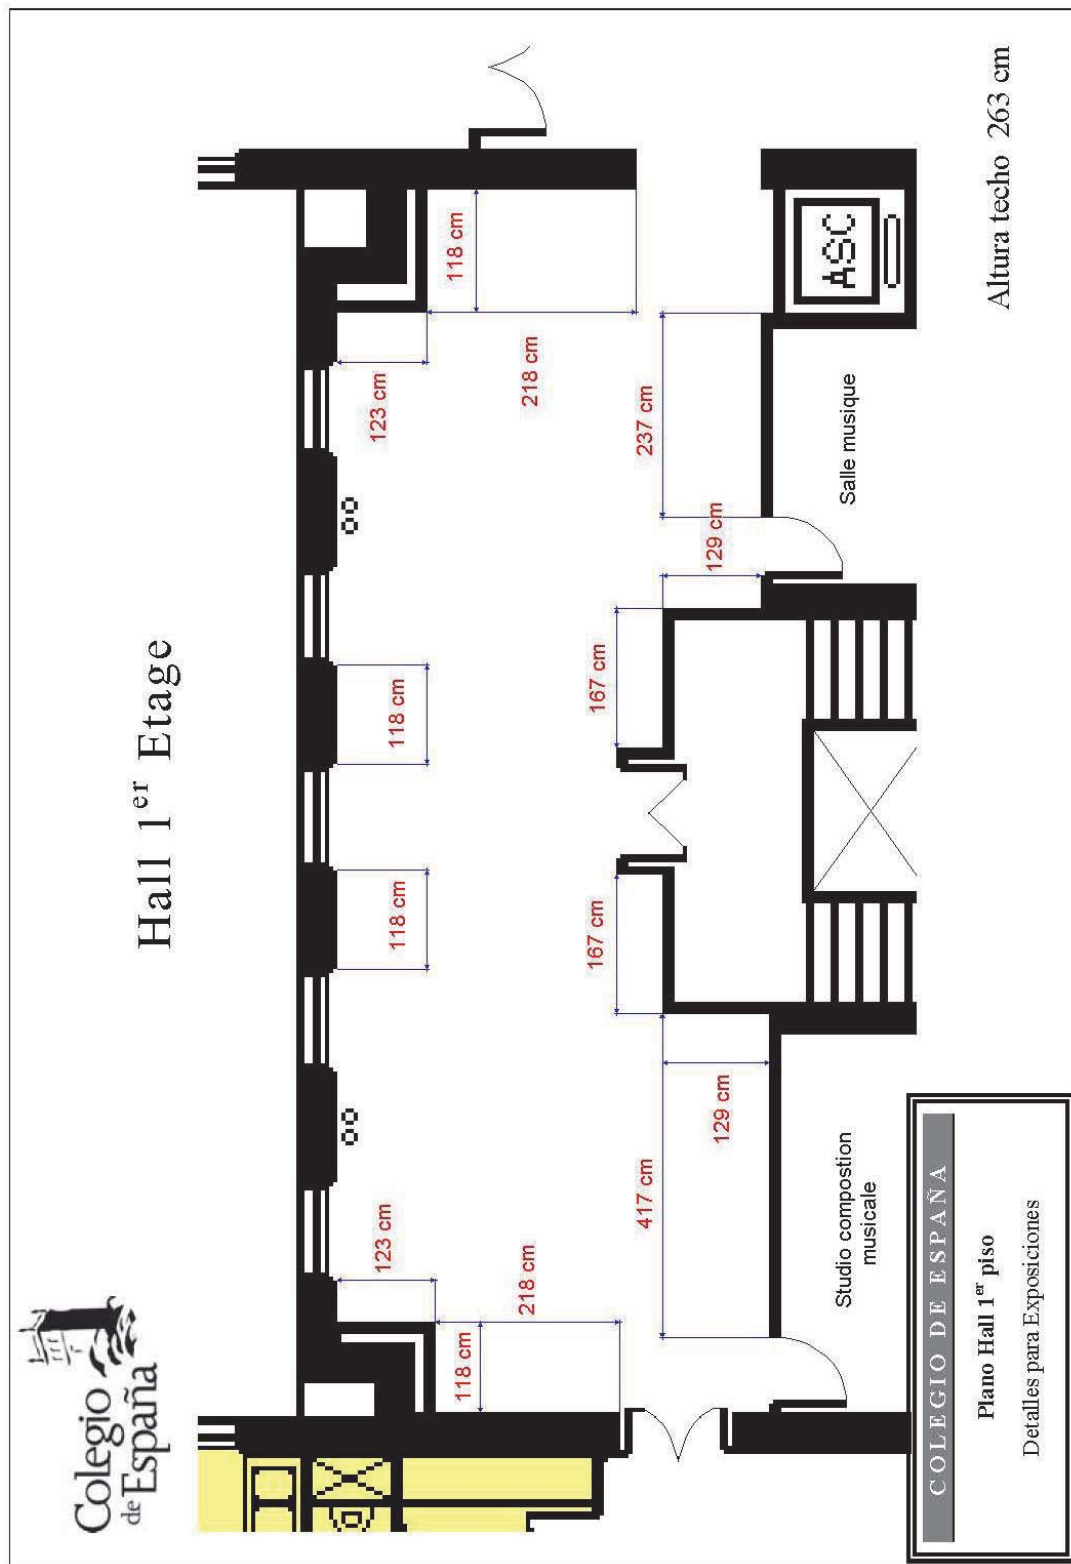 Colegio
de España
Hall 1er Etage
Altura techo 263 cm
123 cm
118 cm
118 cm
123 cm
118 cm
218 cm
218 cm
118 cm
417 cm
167 cm
167 cm
237 cm
129 cm
129 cm
Studio compostion
musicale
Salle musique
ASC
COLEGIO DE ESPAÑA
Plano Hall 1er piso
Detalles para Exposiciones